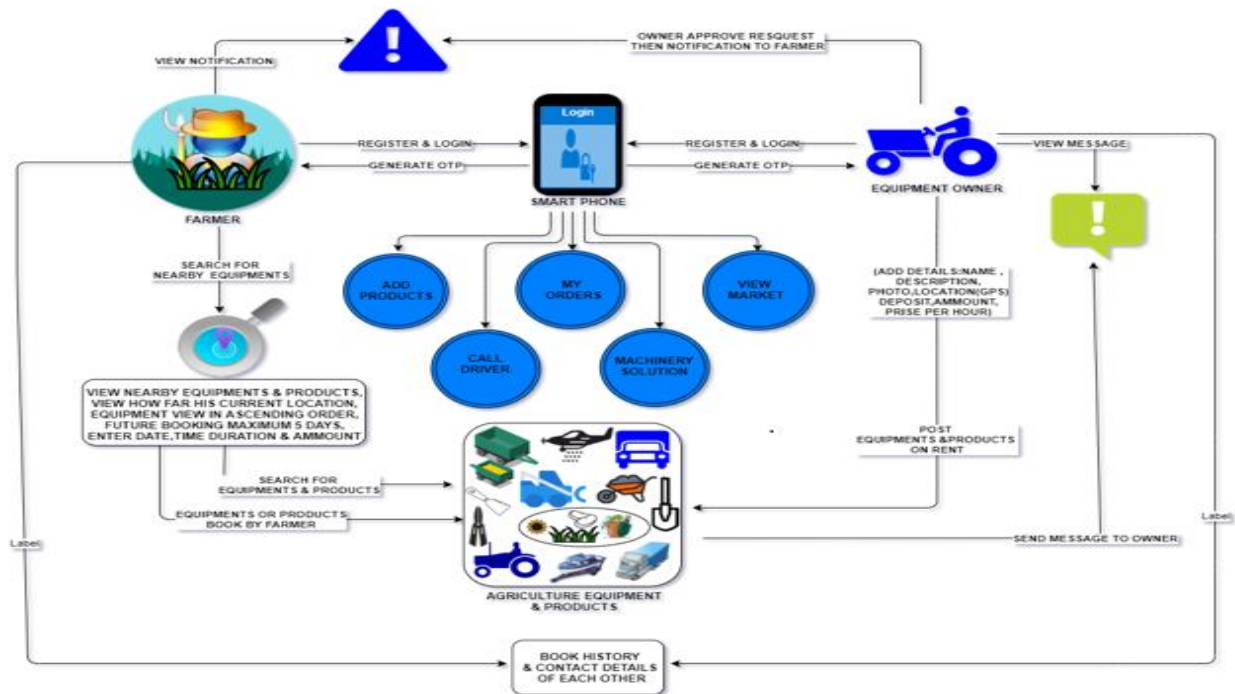 OWNER APPROVE RESQUEST
THEN NOTIFICATION TO FARMER
VIEW NOTIFICATION
Login
REGISTER & LOGIN
REGISTER & LOGIN
VIEW MESSAGE
GENERATE OTP
GENERATE OTP
EQUIPMENT OWNER
SMART PHONE
FARMER
SEARCH FOR
NEARBY EQUIPMENTS
ADD
PRODUCTS
MY
ORDERS
VIEW
MARKET
(ADD DETAILS:NAME ,
DESCRIPTION,
PHOTO,LOCATION(GPS)
DEPOSIT,AMMOUNT,
PRISE PER HOUR)
CALL
DRIVER
MACHINERY
SOLUTION
VIEW NEARBY EQUIPMENTS & PRODUCTS,
VIEW HOW FAR HIS CURRENT LOCATION,
EQUIPMENT VIEW IN ASCENDING ORDER,
FUTURE BOOKING MAXIMUM 5 DAYS,
ENTER DATE,TIME DURATION & AMMOUNT
POST
EQUIPMENTS &PRODUCTS
ON RENT
SEARCH FOR
EQUIPMENTS & PRODUCTS
EQUIPMENTS OR PRODUCTS
BOOK BY FARMER
Label
Label
SEND MESSAGE TO OWNER
AGRICULTURE EQUIPMENT
& PRODUCTS
BOOK HISTORY
& CONTACT DETAILS
OF EACH OTHER